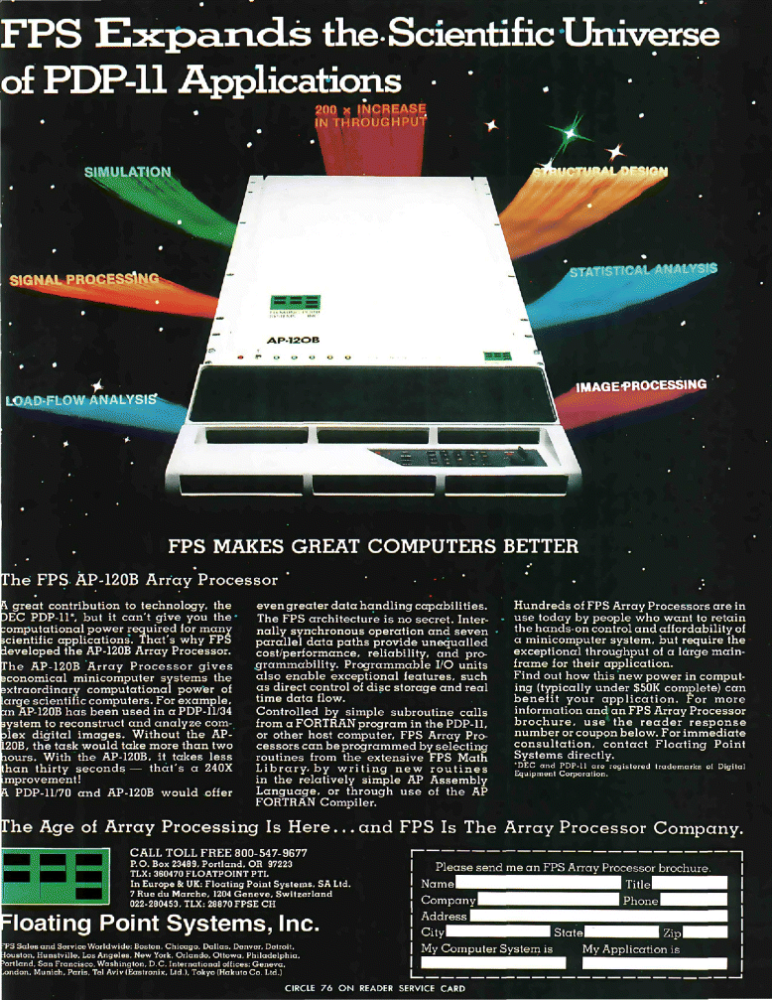 FPS Expands the Scientific Universe
of PDP-11 Applications
200 x INCREASE
IN THROUGHPUT
SIMULATION
STRUCTURAL DESIGN
SIGNAL PROCESSING
STATISTICAL ANALYSIS
AP-120B
LOAD-FLOW ANALYSIS
IMAGE PROCESSING
FPS MAKES GREAT COMPUTERS BETTER
The FPS AP-120B Array Processor
A great contribution to technology, the
DEC PDP-11*, but it can't give you the
computational power required for many
scientific applications. That's why FPS
developed the AP-120B Array Processor.
The AP-120B Array Processor gives
economical minicomputer systems the
extraordinary computational power of
large scientific computers. For example,
an AP-120B has been used in a PDP-11/34
system to reconstruct and analyze com-
plex digital images. Without the AP-
120B, the task would take more than two
hours. With the AP-120B, it takes less
than thirty seconds — that's a 240X
improvement!
A PDP-11/70 and AP-120B would offer
even greater data handling capabilities.
The FPS architecture is no secret. Inter-
nally synchronous operation and seven
parallel data paths provide unequalled
cost/performance, reliability, and pro-
grammability. Programmable I/O units
also enable exceptional features, such
as direct control of disc storage and real
time data flow.
Controlled by simple subroutine calls
from a FORTRAN program in the PDP-11,
or other host computer, FPS Array Pro-
cessors can be programmed by selecting
routines from the extensive FPS Math
Library, by writing new routines
in the relatively simple AP Assembly
Language, or through use of the AP
FORTRAN Compiler.
Hundreds of FPS Array Processors are in
use today by people who want to retain
the hands-on control and affordability of
a minicomputer system, but require the
exceptional throughput of a large main-
frame for their application.
Find out how this new power in comput-
ing (typically under $50K complete) can
benefit your application. For more
information and an FPS Array Processor
brochure, use the reader response
number or coupon below. For immediate
consultation, contact Floating Point
Systems directly.
*DEC and PDP-11 are registered trademarks of Digital
Equipment Corporation.
The Age of Array Processing Is Here...and FPS Is The Array Processor Company.
CALL TOLL FREE 800-547-9677
P.O. Box 23489, Portland, OR 97223
TLX: 360470 FLOATPOINT PTL
In Europe & UK: Floating Point Systems, SA Ltd.
7 Rue du Marche, 1204 Geneve, Switzerland
022-280453, TLX: 28870 FPSE CH
Floating Point Systems, Inc.
FPS Sales and Service Worldwide: Boston, Chicago, Dallas, Denver, Detroit,
Houston, Hunstville, Los Angeles, New York, Orlando, Ottowa, Philadelphia,
Portland, San Francisco, Washington, D.C. International offices: Geneva,
London, Munich, Paris, Tel Aviv (Eastronix, Ltd.), Tokyo (Hakuto Co. Ltd.)
Please send me an FPS Array Processor brochure.
Name Title
Company Phone
Address
City State Zip
My Computer System is My Application is
CIRCLE 76 ON READER SERVICE CARD